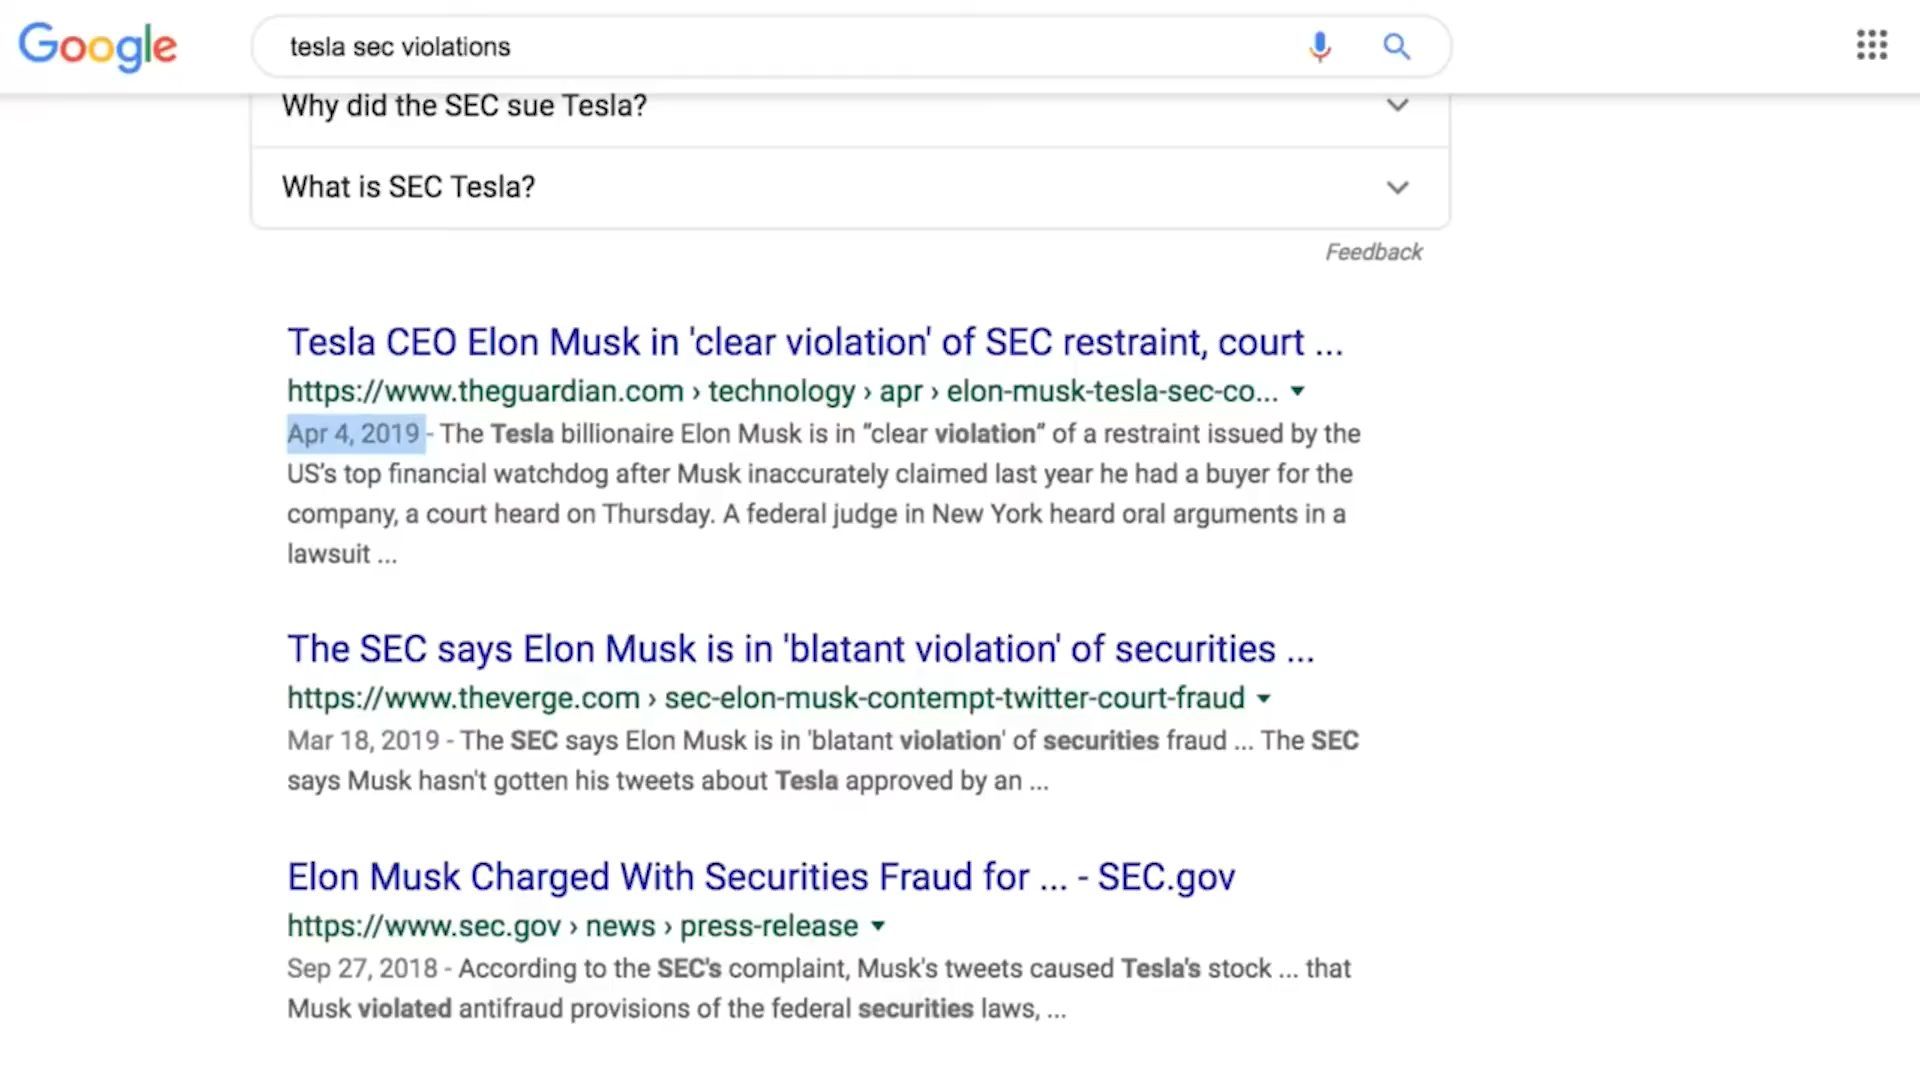 Google
tesla sec violations
Why did the SEC sue Tesla?
What is SEC Tesla?
Feedback
Tesla CEO Elon Musk in 'clear violation' of SEC restraint, court ...
https://www.theguardian.com › technology › apr › elon-musk-tesla-sec-co...
Apr 4, 2019 - The Tesla billionaire Elon Musk is in “clear violation” of a restraint issued by the
US’s top financial watchdog after Musk inaccurately claimed last year he had a buyer for the
company, a court heard on Thursday. A federal judge in New York heard oral arguments in a
lawsuit ...
The SEC says Elon Musk is in 'blatant violation' of securities ...
https://www.theverge.com › sec-elon-musk-contempt-twitter-court-fraud
Mar 18, 2019 - The SEC says Elon Musk is in 'blatant violation' of securities fraud ... The SEC
says Musk hasn't gotten his tweets about Tesla approved by an ...
Elon Musk Charged With Securities Fraud for ... - SEC.gov
https://www.sec.gov › news › press-release
Sep 27, 2018 - According to the SEC's complaint, Musk's tweets caused Tesla's stock ... that
Musk violated antifraud provisions of the federal securities laws, ...